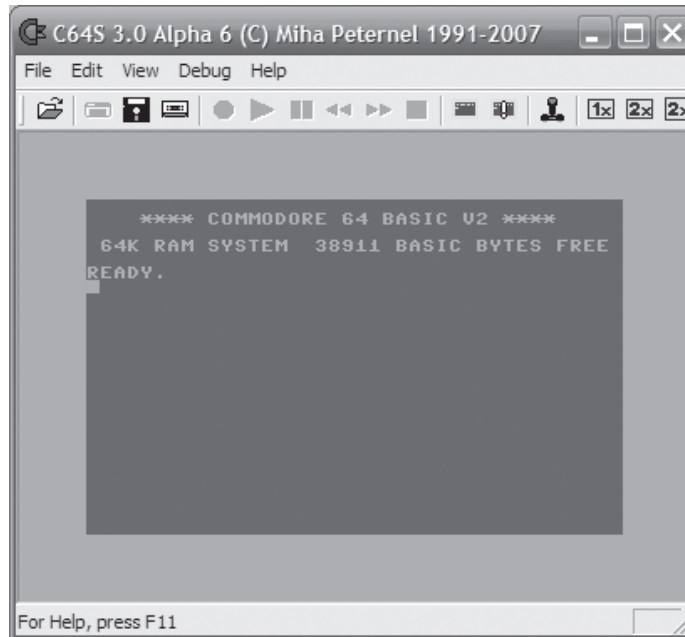 C64S 3.0 Alpha 6 (C) Miha Peternel 1991-2007
File Edit View Debug Help
1x 2x 2x
**** COMMODORE 64 BASIC V2 ****
64K RAM SYSTEM  38911 BASIC BYTES FREE
READY.
For Help, press F11